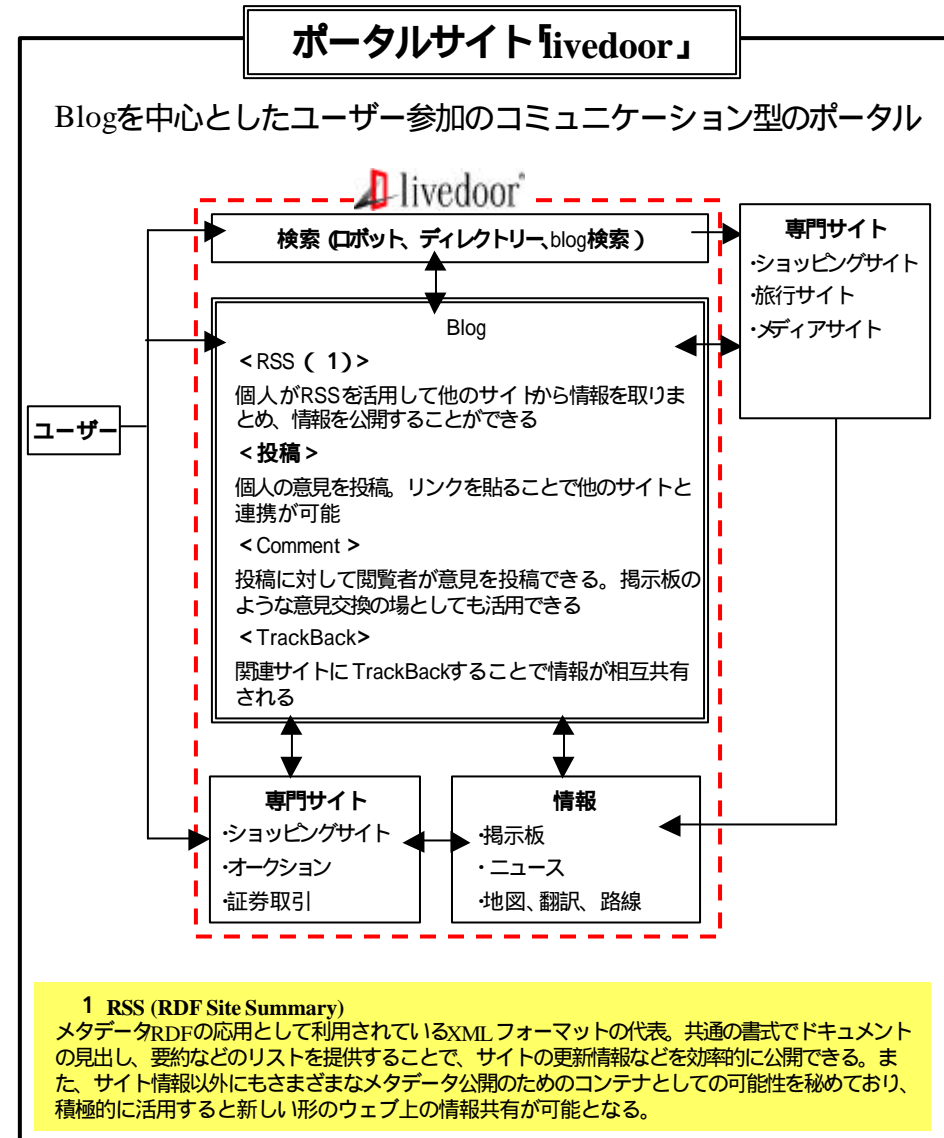 ポータルサイト「livedoor」
Blogを中心としたユーザー参加のコミュニケーション型のポータル
livedoor
検索（ロボット、ディレクトリー、blog検索）
専門サイト
・ショッピングサイト
・旅行サイト
・メディアサイト
Blog
＜RSS（ 1）＞
個人がRSSを活用して他のサイトから情報を取りま
とめ、情報を公開することができる
＜投稿＞
個人の意見を投稿。リンクを貼ることで他のサイトと
連携が可能
＜Comment＞
投稿に対して閲覧者が意見を投稿できる。掲示板の
ような意見交換の場としても活用できる
＜TrackBack＞
関連サイトにTrackBackすることで情報が相互共有
される
ユーザー
専門サイト
・ショッピングサイト
・オークション
・証券取引
情報
・掲示板
・ニュース
・地図、翻訳、路線
1 RSS (RDF Site Summary)
メタデータRDFの応用として利用されているXMLフォーマットの代表。共通の書式でドキュメント
の見出し、要約などのリストを提供することで、サイトの更新情報などを効率的に公開できる。ま
た、サイト情報以外にもさまざまなメタデータ公開のためのコンテナとしての可能性を秘めており、
積極的に活用すると新しい形のウェブ上の情報共有が可能となる。